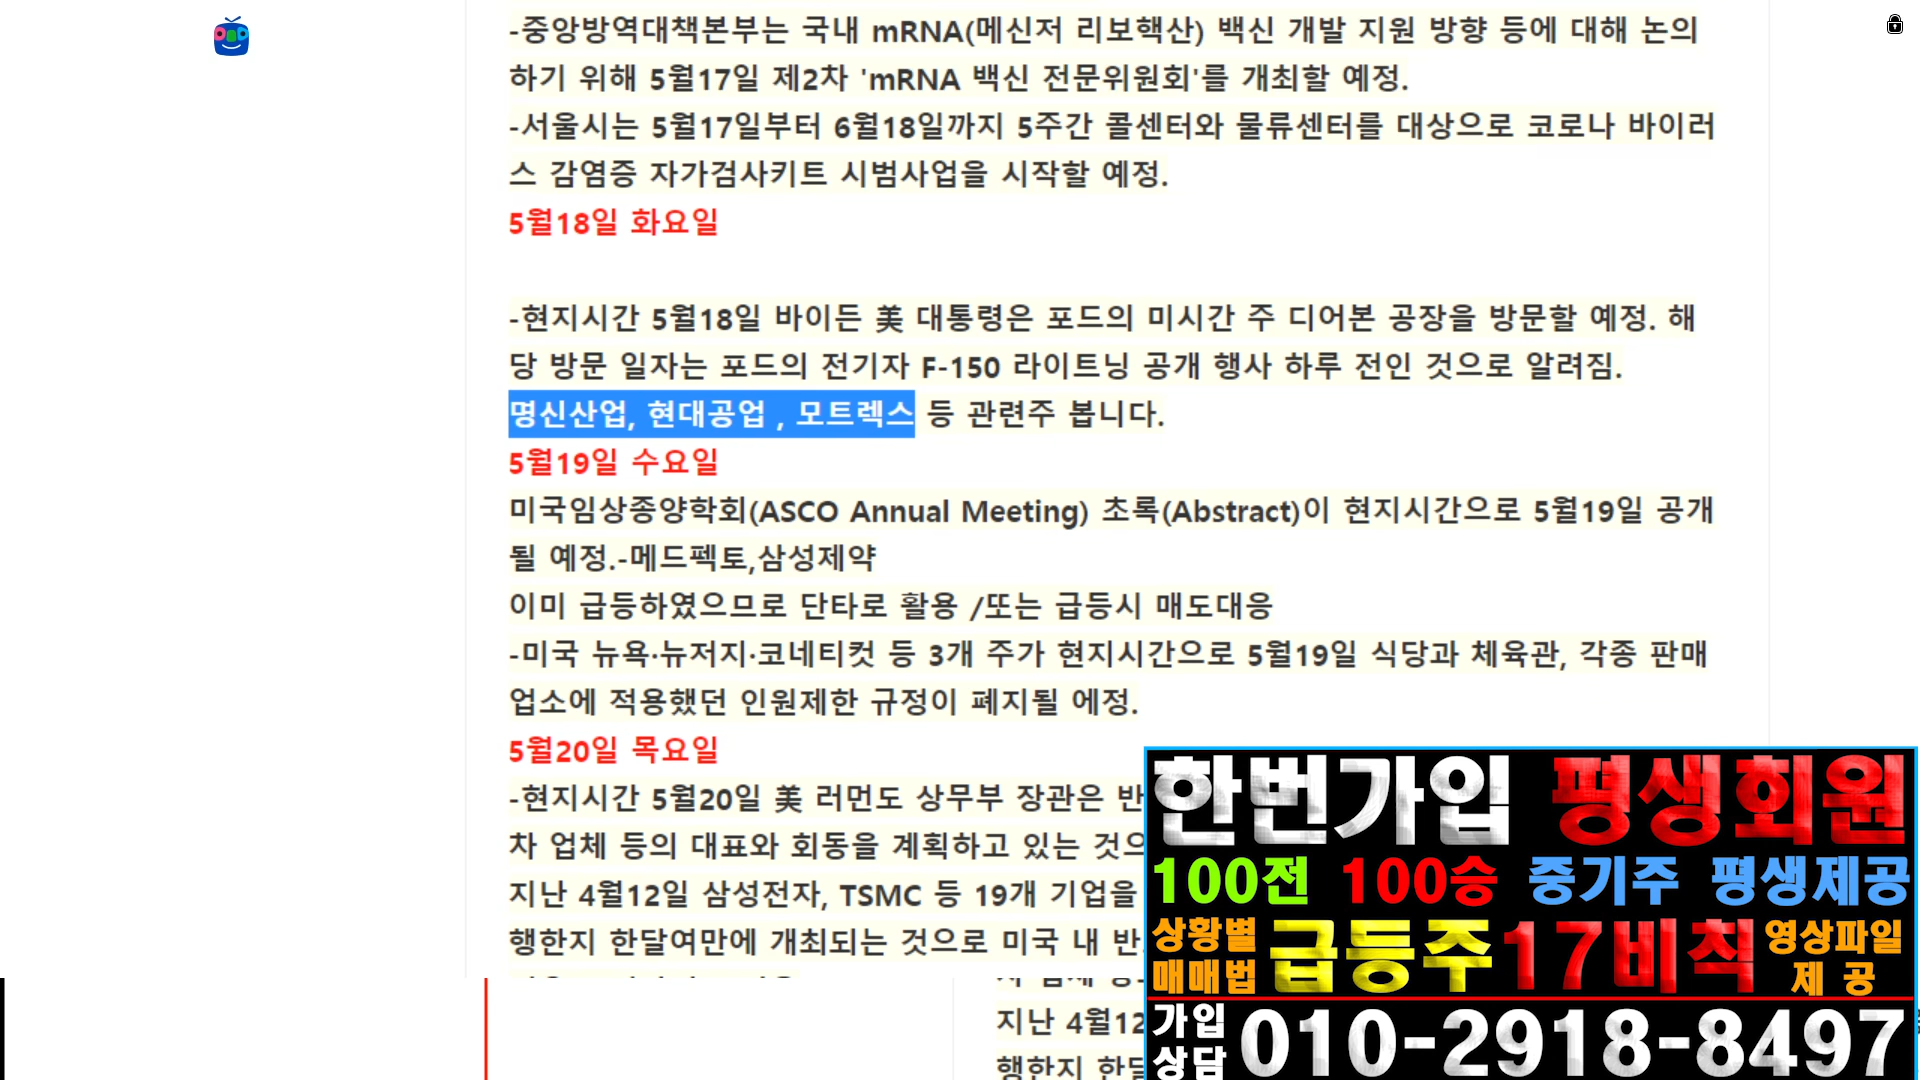 -중앙방역대책본부는 국내 mRNA(메신저 리보핵산) 백신 개발 지원 방향 등에 대해 논의
하기 위해 5월17일 제2차 'mRNA 백신 전문위원회'를 개최할 예정.
-서울시는 5월17일부터 6월18일까지 5주간 콜센터와 물류센터를 대상으로 코로나 바이러
스 감염증 자가검사키트 시범사업을 시작할 예정.
5월18일 화요일
-현지시간 5월18일 바이든 美 대통령은 포드의 미시간 주 디어본 공장을 방문할 예정. 해
당 방문 일자는 포드의 전기자 F-150 라이트닝 공개 행사 하루 전인 것으로 알려짐.
명신산업, 현대공업 , 모트렉스 등 관련주 봅니다.
5월19일 수요일
미국임상종양학회(ASCO Annual Meeting) 초록(Abstract)이 현지시간으로 5월19일 공개
될 예정.-메드펙토,삼성제약
이미 급등하였으므로 단타로 활용 /또는 급등시 매도대응
-미국 뉴욕·뉴저지·코네티컷 등 3개 주가 현지시간으로 5월19일 식당과 체육관, 각종 판매
업소에 적용했던 인원제한 규정이 폐지될 에정.
5월20일 목요일
-현지시간 5월20일 美 러먼도 상무부 장관은 반
차 업체 등의 대표와 회동을 계획하고 있는 것으
지난 4월12일 삼성전자, TSMC 등 19개 기업을
행한지 한달여만에 개최되는 것으로 미국 내 반
지난 4월12
행한지 한달
한번가입 평생회원
100전 100승 중기주 평생제공
상황별 매매법 급등주 17비책 영상파일 제 공
가입 상담 010-2918-8497